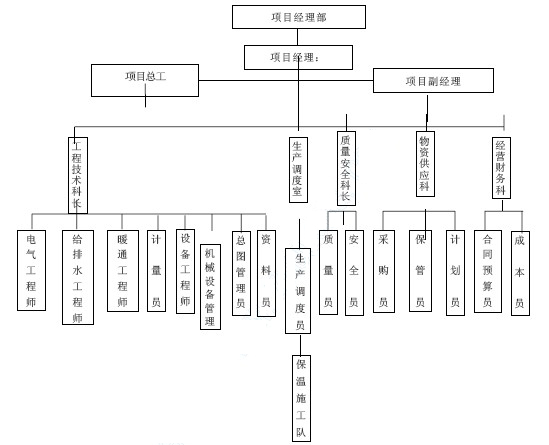 项目经理部
项目经理：
项目总工
项目副经理
工程技术科长
生产调度室
质量安全科长
物资供应科
经营财务科
电气工程师
给排水工程师
暖通工程师
计量员
设备工程师
机械设备管理
总图管理员
资料员
生产调度员
质量员
安全员
采购员
保管员
计划员
合同预算员
成本员
保温施工队